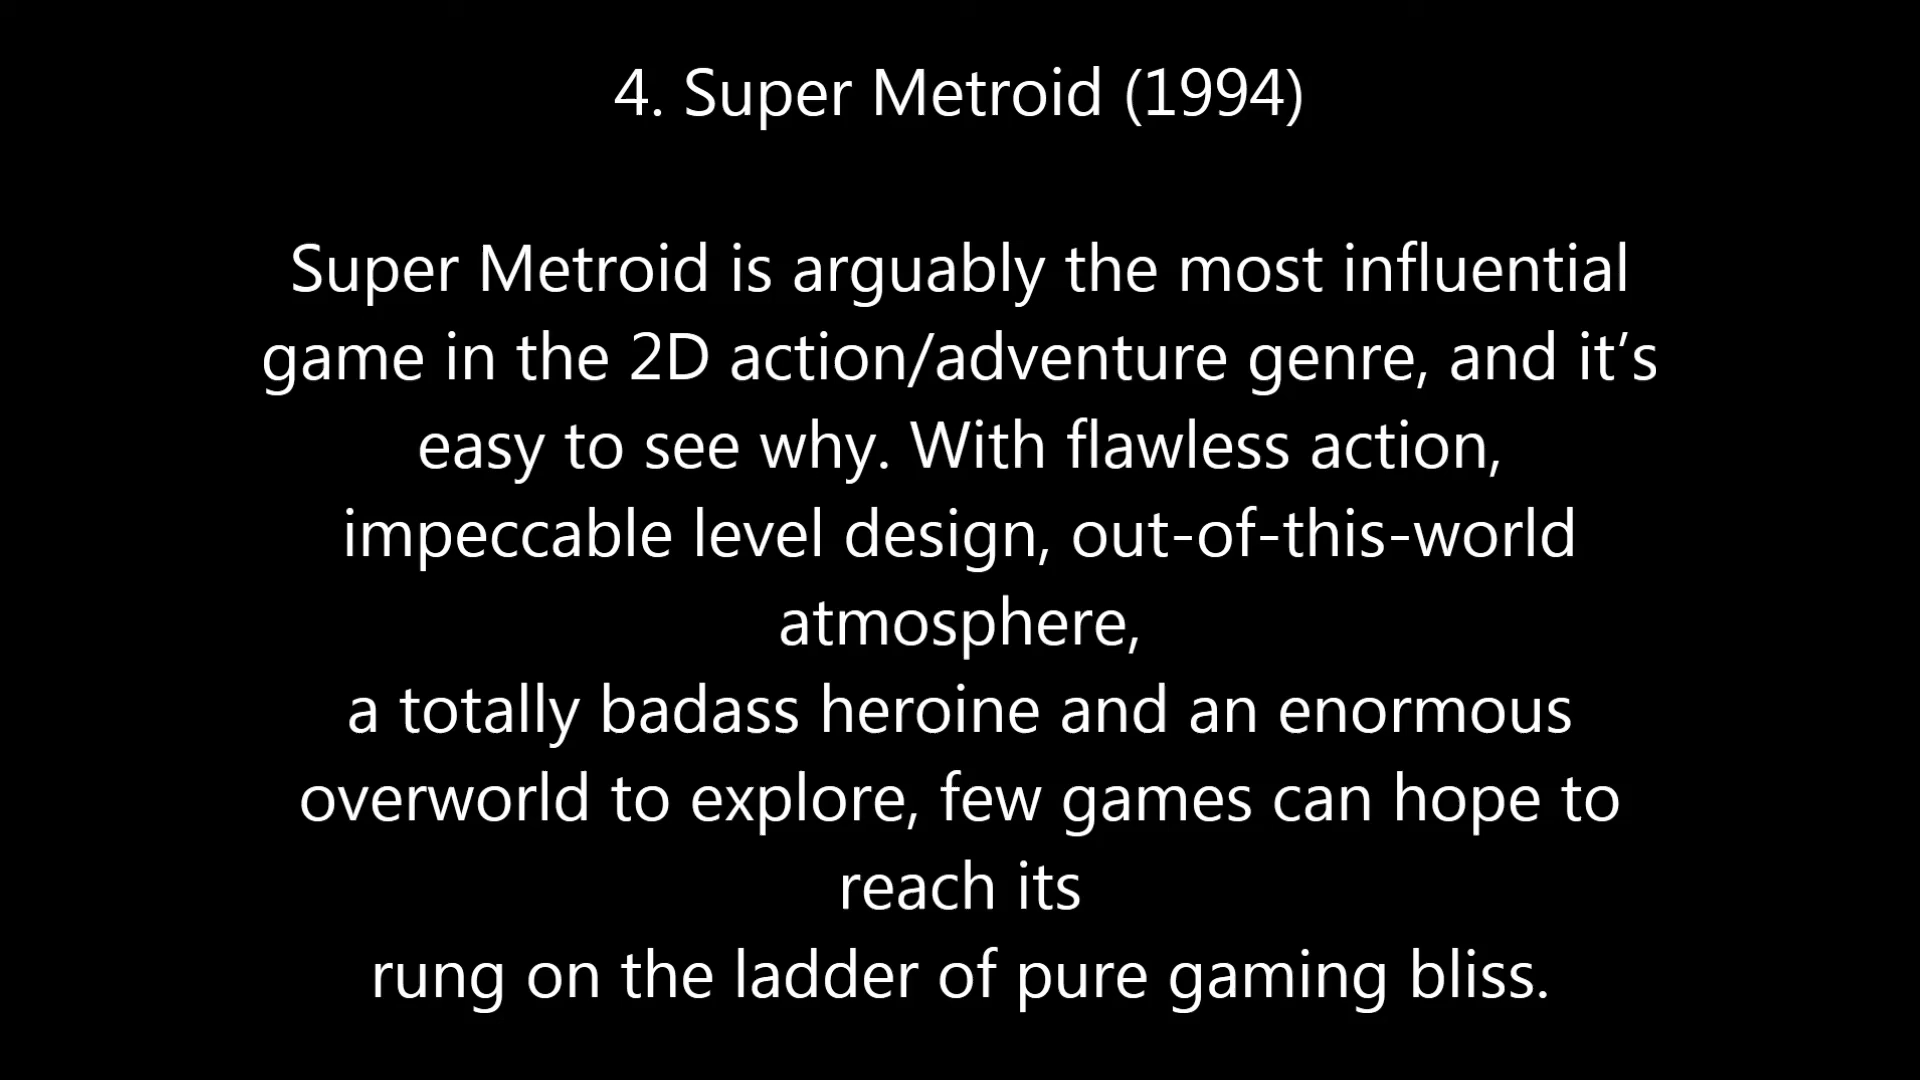 4. Super Metroid (1994)
Super Metroid is arguably the most influential
game in the 2D action/adventure genre, and it’s
easy to see why. With flawless action,
impeccable level design, out-of-this-world
atmosphere,
a totally badass heroine and an enormous
overworld to explore, few games can hope to
reach its
rung on the ladder of pure gaming bliss.